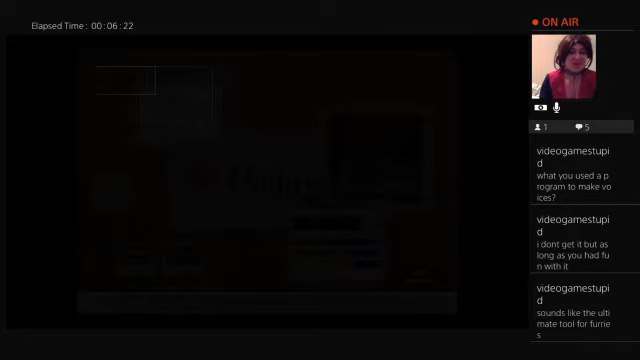 Elapsed Time: 00:06:22
ON AIR
1
5
videogamestupi
d
what you used a p
rogram to make vo
ices?
videogamestupi
d
i dont get it but as
long as you had fu
n with it
videogamestupi
d
sounds like the ulti
mate tool for furrie
s